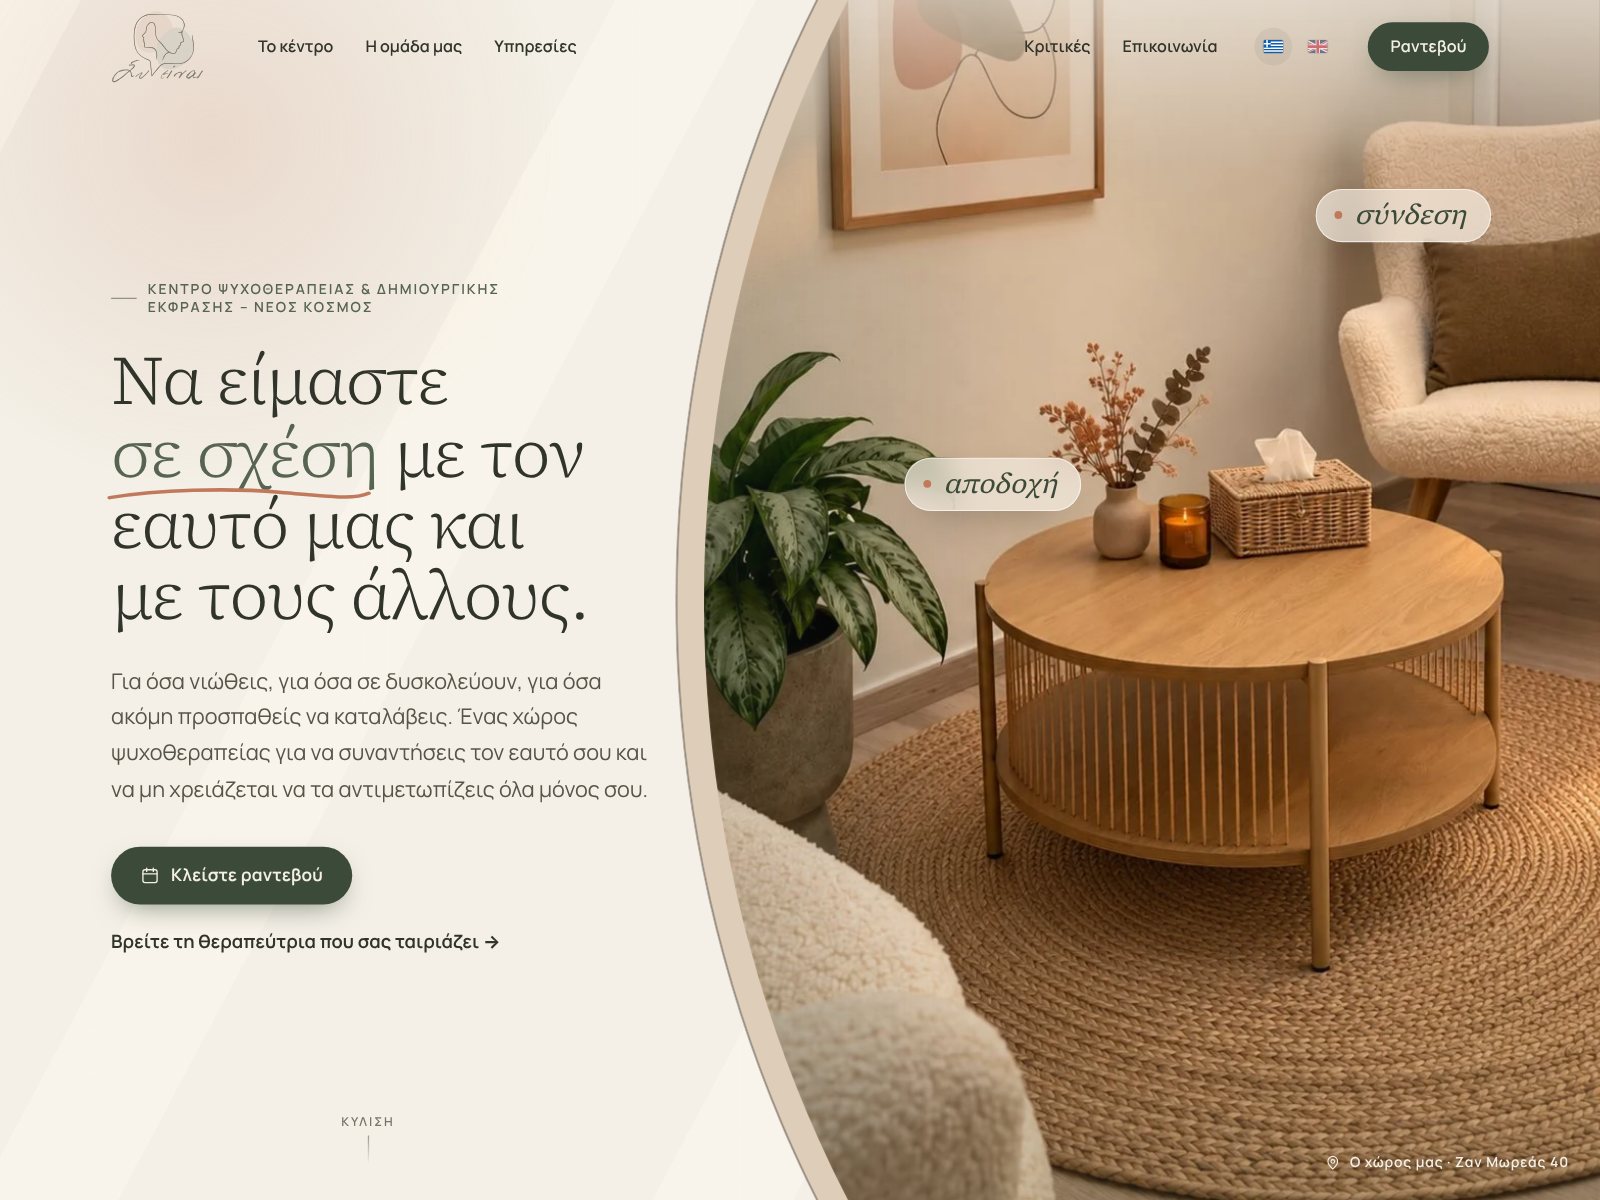 Συνείναι
Το κέντρο
Η ομάδα μας
Υπηρεσίες
Κριτικές
Επικοινωνία
Ραντεβού
σύνδεση
ΚΕΝΤΡΟ ΨΥΧΟΘΕΡΑΠΕΙΑΣ & ΔΗΜΙΟΥΡΓΙΚΗΣ
ΕΚΦΡΑΣΗΣ – ΝΕΟΣ ΚΟΣΜΟΣ
Να είμαστε
σε σχέση με τον
εαυτό μας και
με τους άλλους.
αποδοχή
Για όσα νιώθεις, για όσα σε δυσκολεύουν, για όσα
ακόμη προσπαθείς να καταλάβεις. Ένας χώρος
ψυχοθεραπείας για να συναντήσεις τον εαυτό σου και
να μη χρειάζεται να τα αντιμετωπίζεις όλα μόνος σου.
Κλείστε ραντεβού
Βρείτε τη θεραπεύτρια που σας ταιριάζει →
ΚΥΛΙΣΗ
Ο χώρος μας · Ζαν Μωρεάς 40